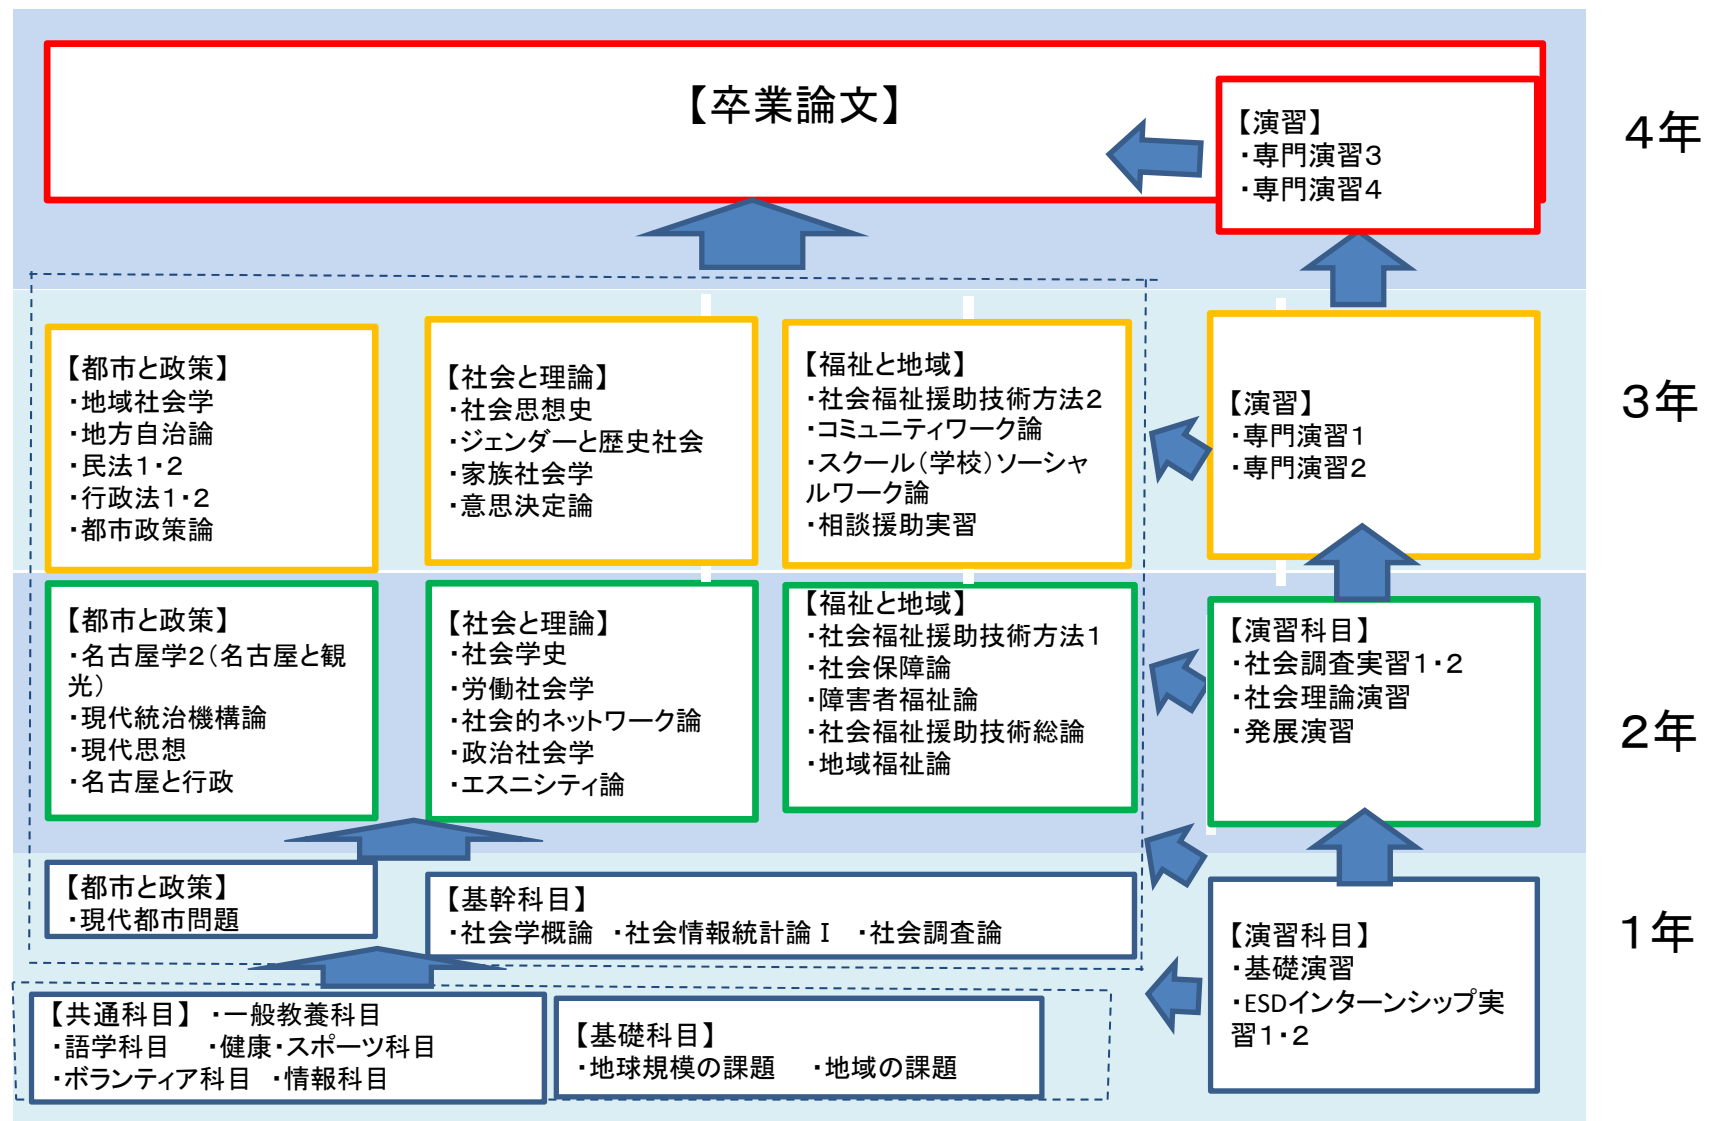 【卒業論文】
【演習】
・専門演習3
・専門演習4
4年
【都市と政策】
・地域社会学
・地方自治論
・民法1・2
・行政法1・2
・都市政策論
【社会と理論】
・社会思想史
・ジェンダーと歴史社会
・家族社会学
・意思決定論
【福祉と地域】
・社会福祉援助技術方法2
・コミュニティワーク論
・スクール(学校)ソーシャ
ルワーク論
・相談援助実習
【演習】
・専門演習1
・専門演習2
3年
【都市と政策】
・名古屋学2(名古屋と観
光)
・現代統治機構論
・現代思想
・名古屋と行政
【社会と理論】
・社会学史
・労働社会学
・社会的ネットワーク論
・政治社会学
・エスニシティ論
【福祉と地域】
・社会福祉援助技術方法1
・社会保障論
・障害者福祉論
・社会福祉援助技術総論
・地域福祉論
【演習科目】
・社会調査実習1・2
・社会理論演習
・発展演習
2年
【都市と政策】
・現代都市問題
【基幹科目】
・社会学概論 ・社会情報統計論Ⅰ ・社会調査論
【演習科目】
・基礎演習
・ESDインターンシップ実
習1・2
1年
【共通科目】 ・一般教養科目
・語学科目 ・健康・スポーツ科目
・ボランティア科目 ・情報科目
【基礎科目】
・地球規模の課題 ・地域の課題